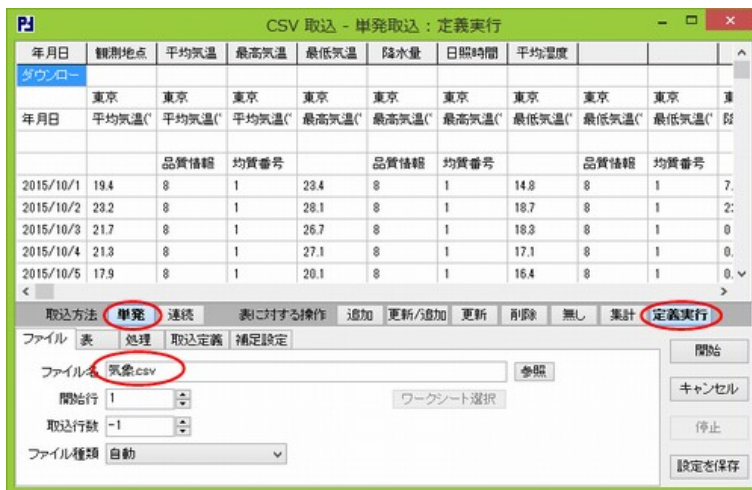 CSV 取込 - 単発取込 : 定義実行
年月日 観測地点 平均気温 最高気温 最低気温 降水量 日照時間 平均湿度
ダウンロー
東京 東京 東京 東京 東京 東京 東京 東京 東京
年月日 平均気温(' 平均気温(' 平均気温(' 最高気温(' 最高気温(' 最高気温(' 最低気温(' 最低気温(' 最低気温(' 
品質情報 均質番号 品質情報 均質番号 品質情報 均質番号
2015/10/1 19.4 8 1 23.4 8 1 14.8 8 1 7.
2015/10/2 23.2 8 1 28.1 8 1 18.7 8 1
2015/10/3 21.7 8 1 26.7 8 1 18.3 8 1 0
2015/10/4 21.3 8 1 27.1 8 1 17.1 8 1 0.
2015/10/5 17.9 8 1 20.1 8 1 16.4 8 1 0.
取込方法 単発 連続 表に対する操作 追加 更新/追加 更新 削除 無し 集計 定義実行
ファイル 表 処理 取込定義 補足設定
開始
ファイル名 気象.csv 参照
キャンセル
開始行 1 ワークシート選択
取込行数 -1
停止
ファイル種類 自動
設定を保存